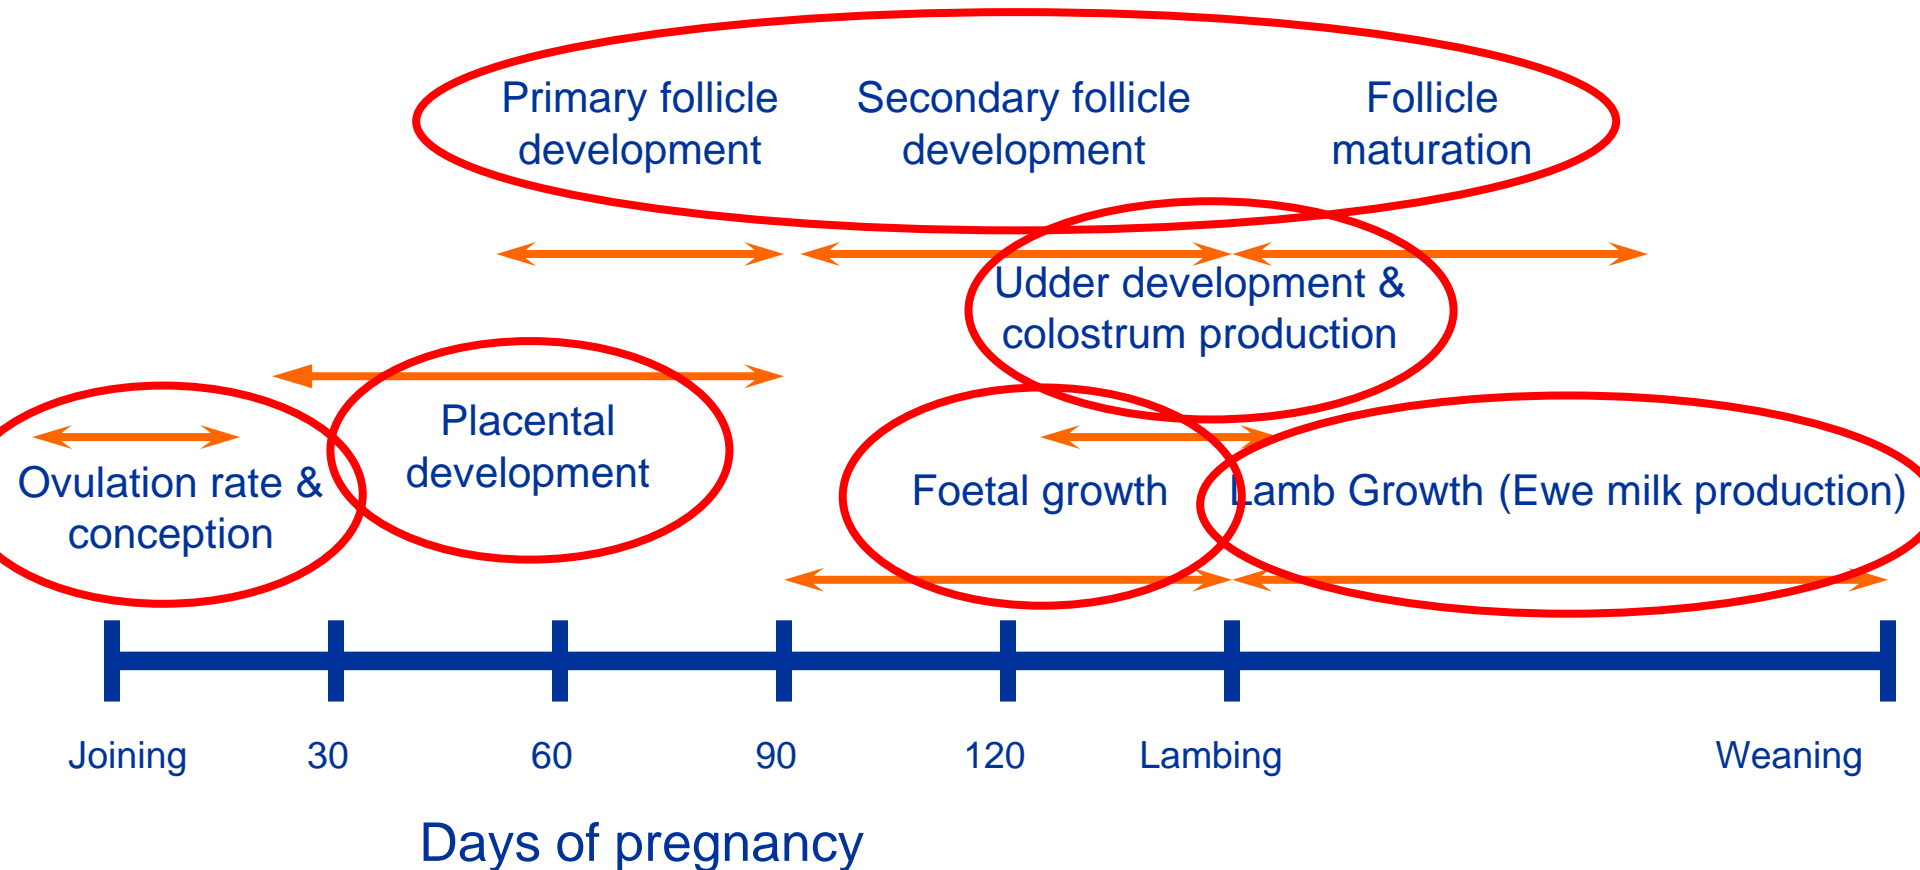 Primary follicle
development
Secondary follicle
development
Follicle
maturation
Udder development &
colostrum production
Placental
development
Ovulation rate &
conception
Foetal growth
Lamb Growth (Ewe milk production)
Joining
30
60
90
120
Lambing
Weaning
Days of pregnancy